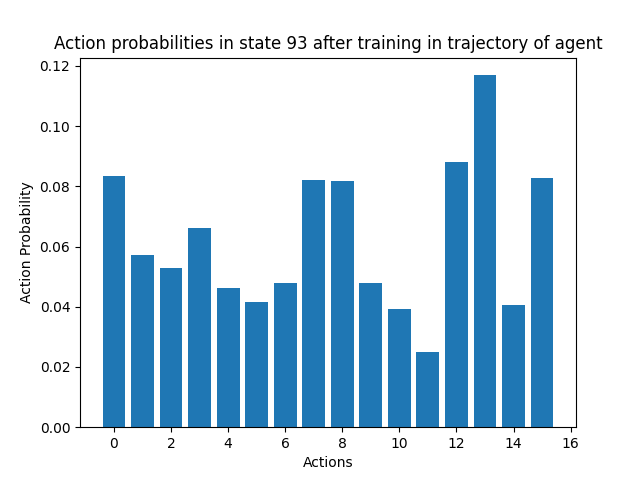 Action probabilities in state 93 after training in trajectory of agent
0.12
0.10
0.08
0.06
0.04
0.02
0.00
Action Probability
0 2 4 6 8 10 12 14 16
Actions